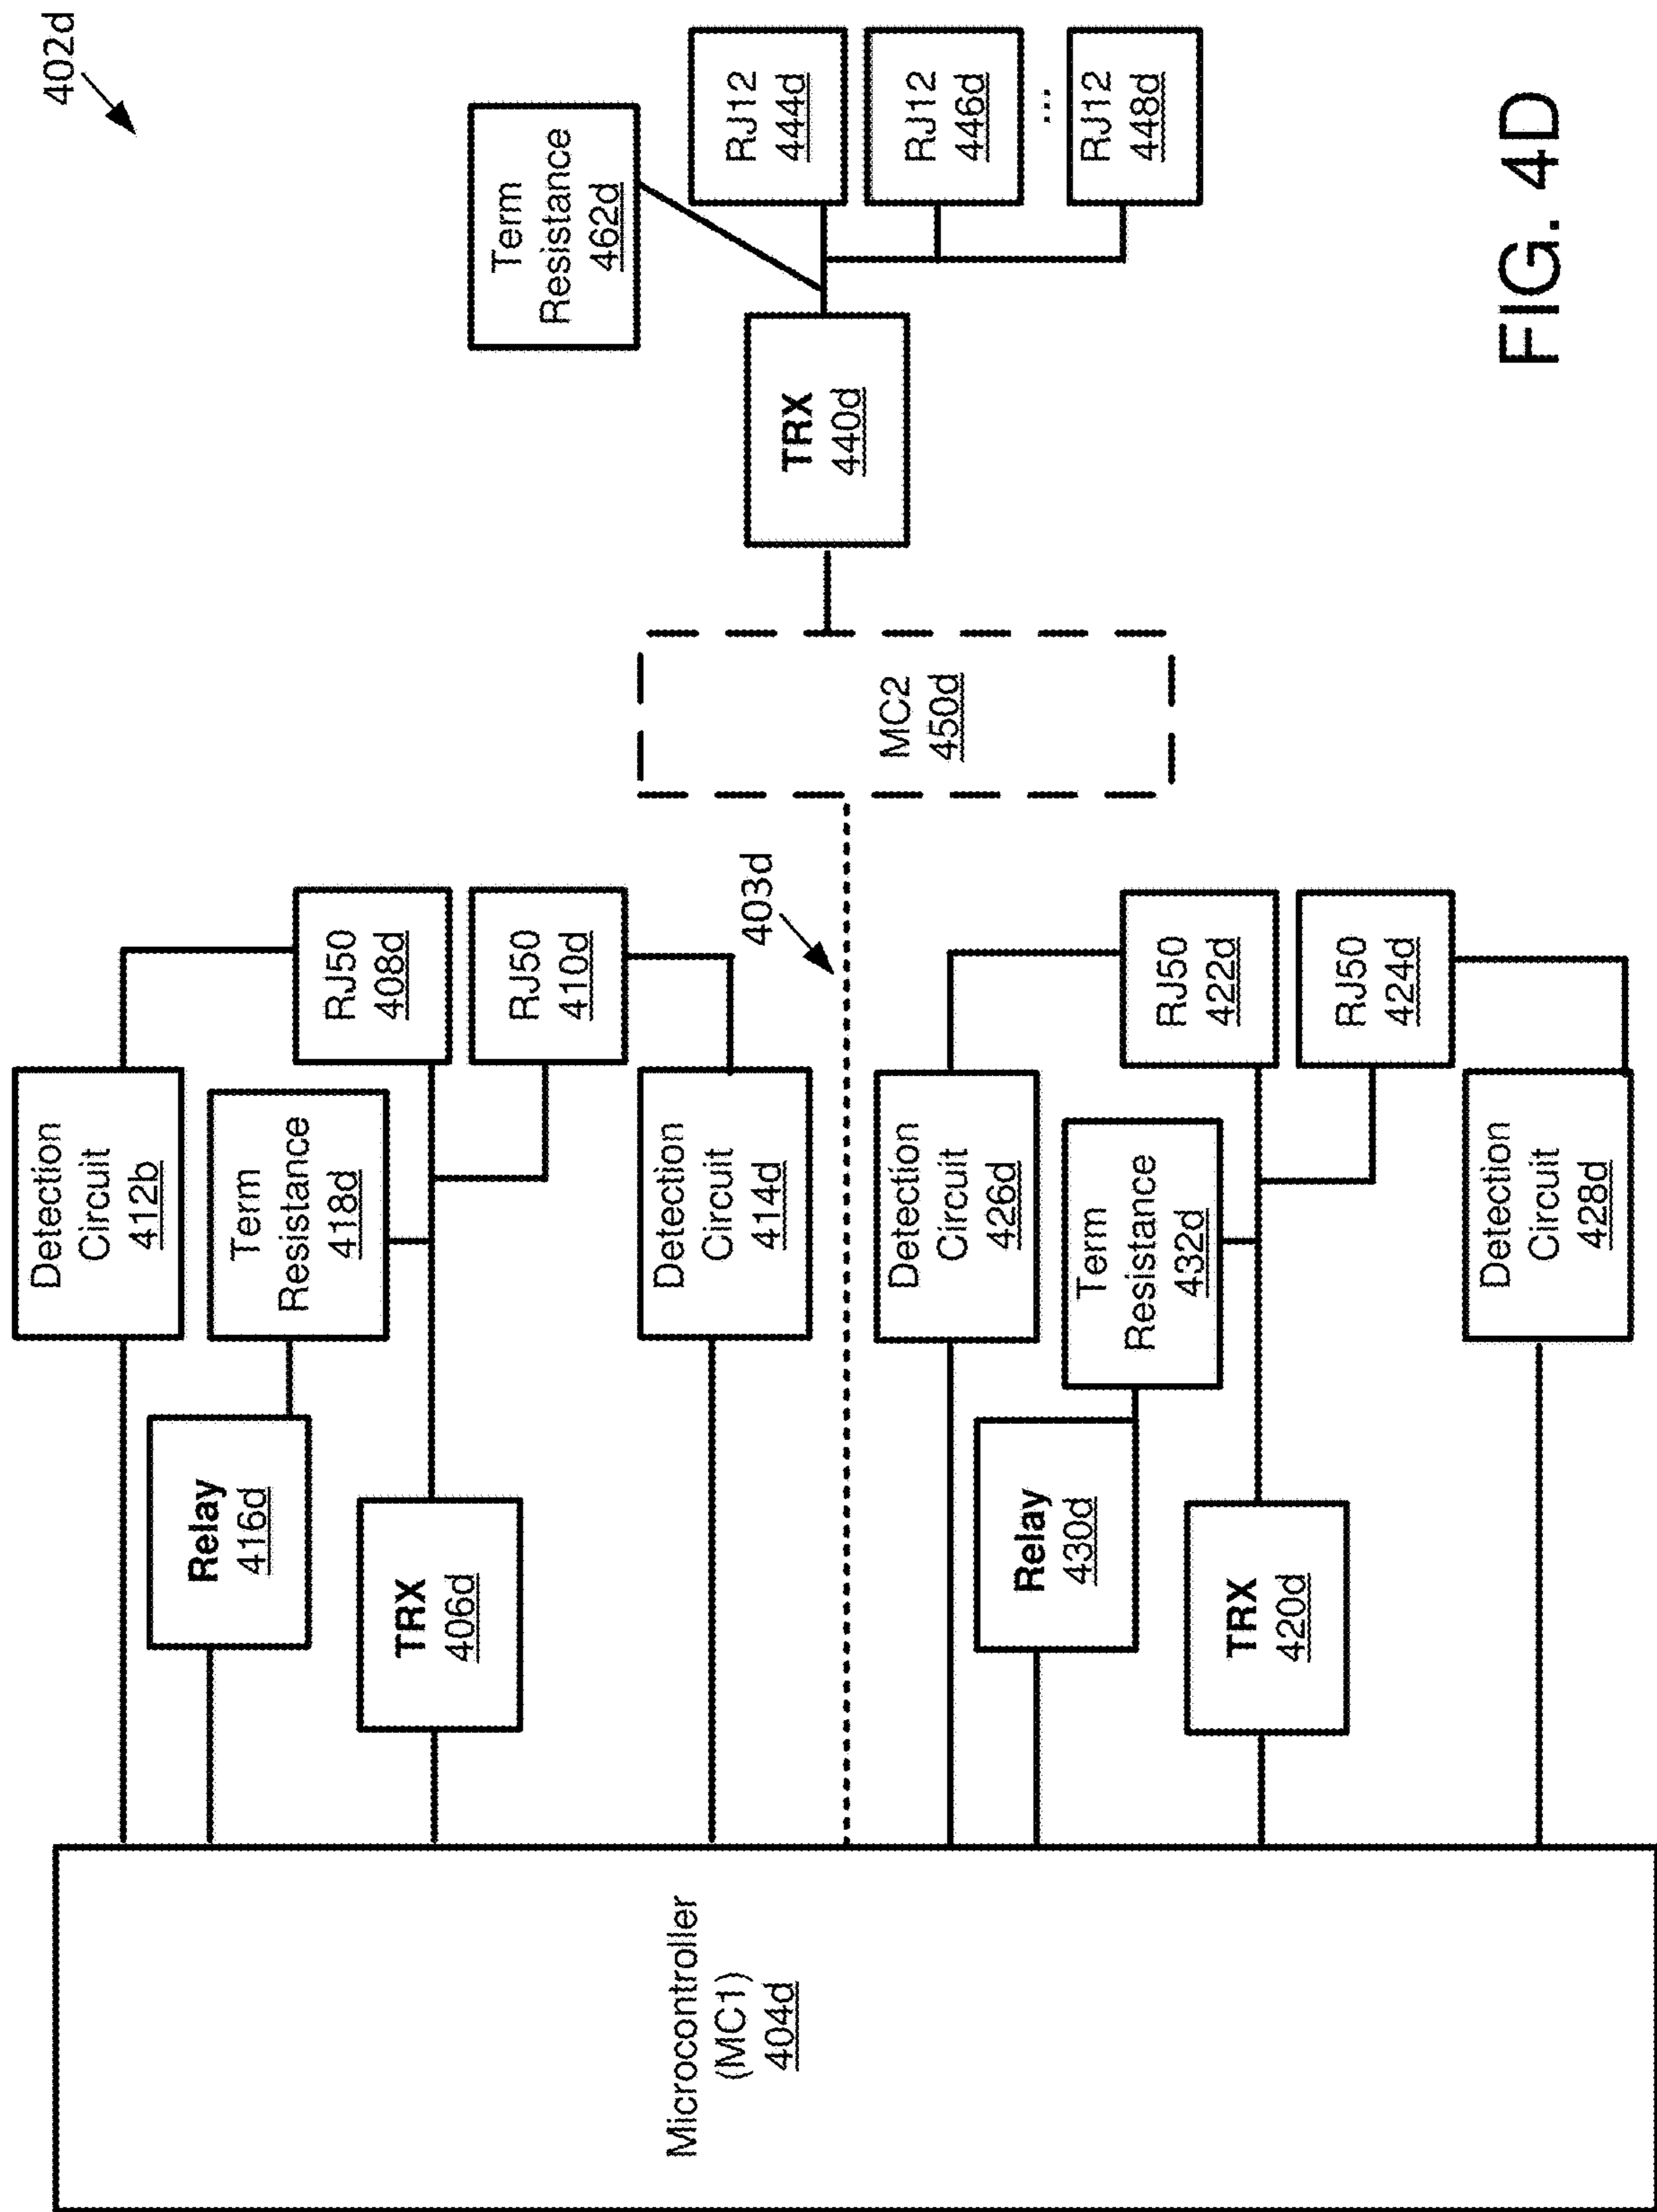 402d
Detection
Circuit
412b
Relay
416d
Term
Resistance
418d
TRX
406d
RJ50
408d
RJ50
410d
Detection
Circuit
414d
Term
Resistance
462d
RJ12
444d
RJ12
446d
...
RJ12
448d
TRX
440d
MC2
450d
403d
Microcontroller
(MC1)
404d
Detection
Circuit
426d
Relay
430d
Term
Resistance
432d
TRX
420d
RJ50
422d
RJ50
424d
Detection
Circuit
428d
FIG. 4D